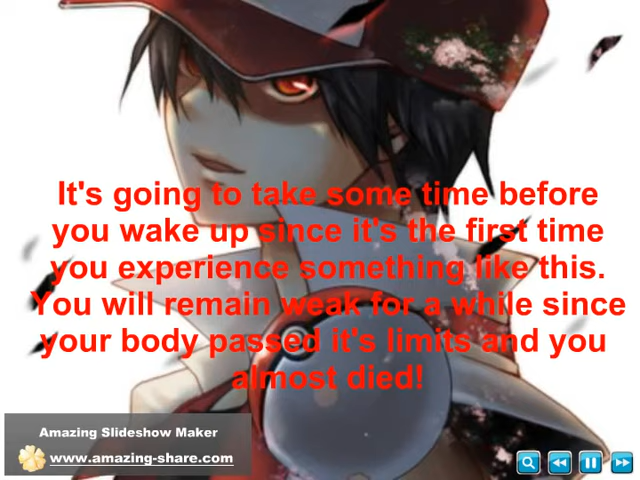 It's going to take some time before
you wake up since it's the first time
you experience something like this.
You will remain weak for a while since
your body passed it's limits and you
almost died!
Amazing Slideshow Maker
www.amazing-share.com